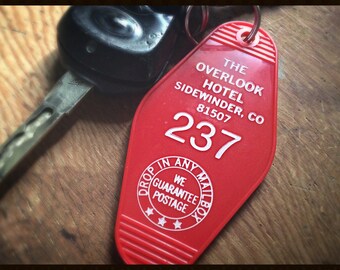 THE
OVERLOOK
HOTEL
SIDEWINDER, CO
81507
237
DROP IN ANY MAILBOX
WE
GUARANTEE
POSTAGE